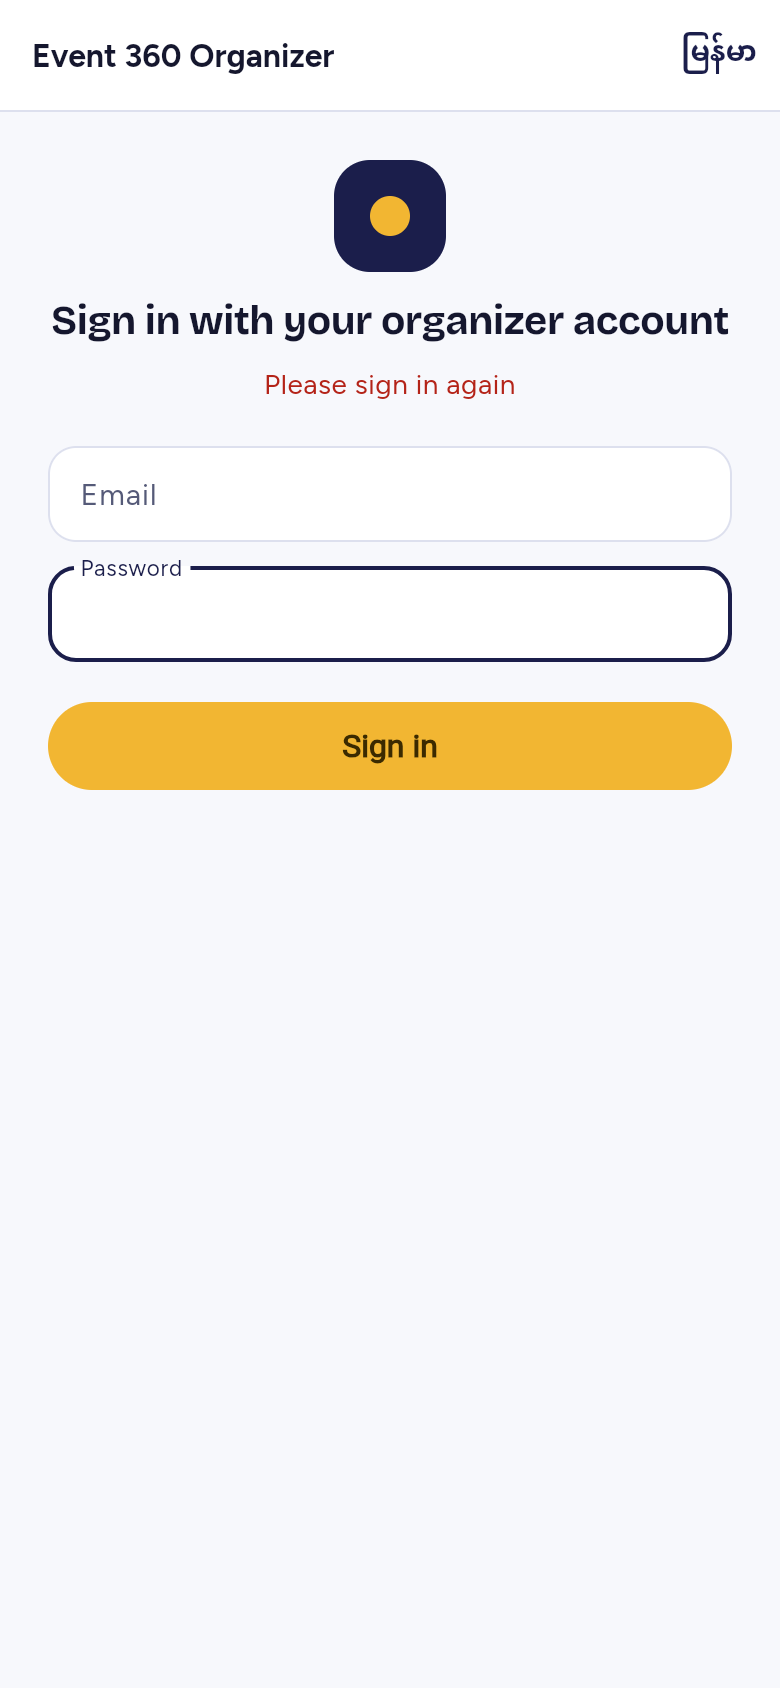 Event 360 Organizer
မြန်မာ
Sign in with your organizer account
Please sign in again
Email
Password
Sign in